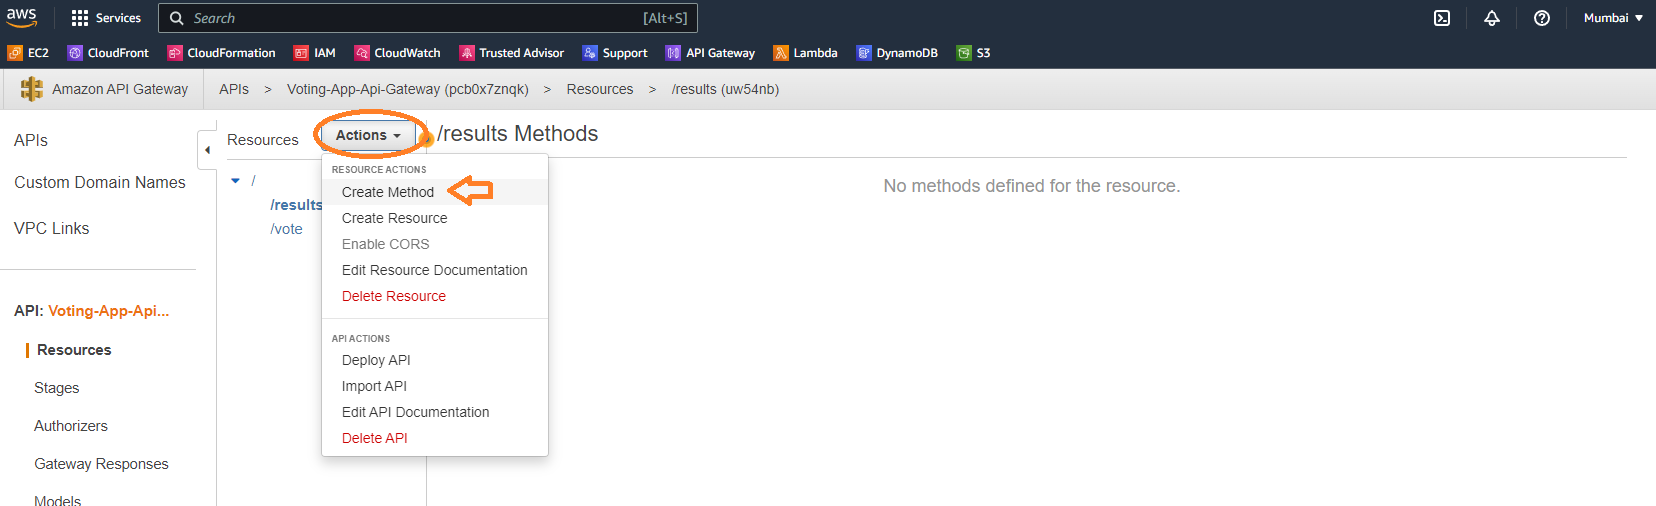 aws Services Search [Alt+S] Mumbai
EC2 CloudFront CloudFormation IAM CloudWatch Trusted Advisor Support API Gateway Lambda DynamoDB S3
Amazon API Gateway APIs > Voting-App-Api-Gateway (pcb0x7znqk) > Resources > /results (uw54nb)
APIs
Custom Domain Names
VPC Links
API: Voting-App-Api...
Resources
Stages
Authorizers
Gateway Responses
Models
Resources Actions
/
/results
/vote
RESOURCE ACTIONS
Create Method
Create Resource
Enable CORS
Edit Resource Documentation
Delete Resource
API ACTIONS
Deploy API
Import API
Edit API Documentation
Delete API
/results Methods
No methods defined for the resource.